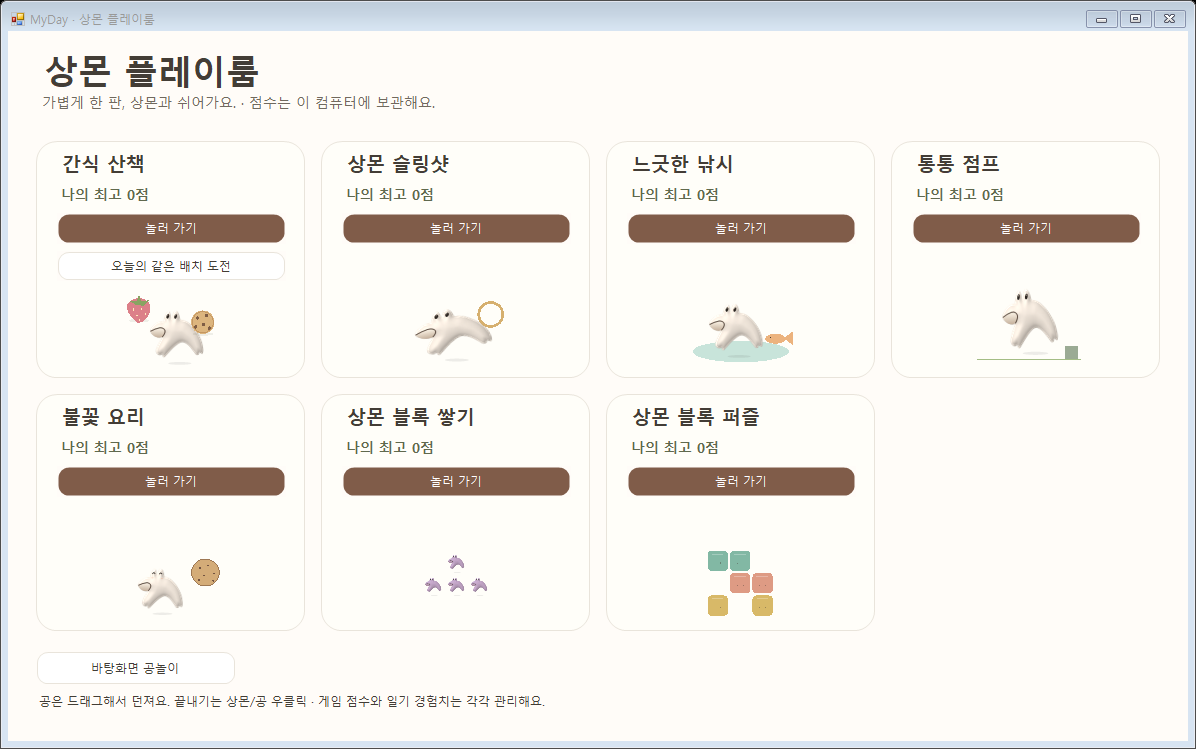 MyDay · 상몬 플레이룸
상몬 플레이룸
가볍게 한 판, 상몬과 쉬어가요. · 점수는 이 컴퓨터에 보관해요.
간식 산책
나의 최고 0점
놀러 가기
오늘의 같은 배치 도전
상몬 슬링샷
나의 최고 0점
놀러 가기
느긋한 낚시
나의 최고 0점
놀러 가기
통통 점프
나의 최고 0점
놀러 가기
불꽃 요리
나의 최고 0점
놀러 가기
상몬 블록 쌓기
나의 최고 0점
놀러 가기
상몬 블록 퍼즐
나의 최고 0점
놀러 가기
바탕화면 공놀이
공은 드래그해서 던져요. 끝내기는 상몬/공 우클릭 · 게임 점수와 일기 경험치는 각각 관리해요.